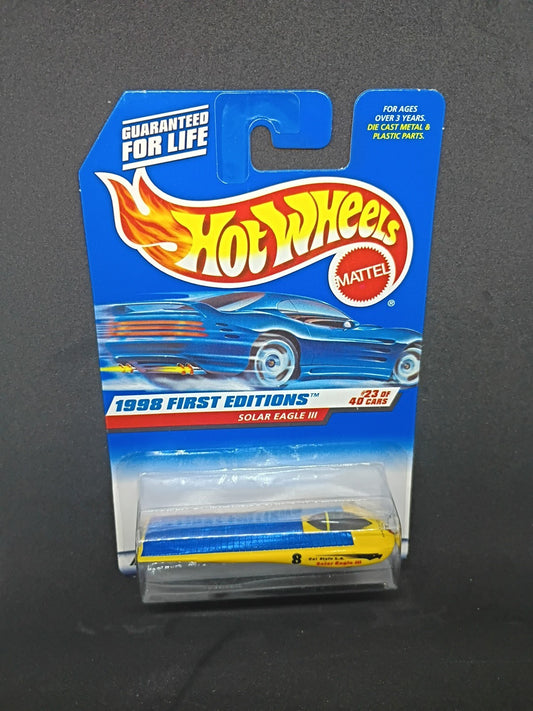 GUARANTEED
FOR LIFE
FOR AGES
OVER 3 YEARS.
DIE CAST METAL &
PLASTIC PARTS.
HOT WHEELS
MATTEL
®
1998 FIRST EDITIONS™
#23 OF
40 CARS
SOLAR EAGLE III
8
Cal State L.A.
Solar Eagle III